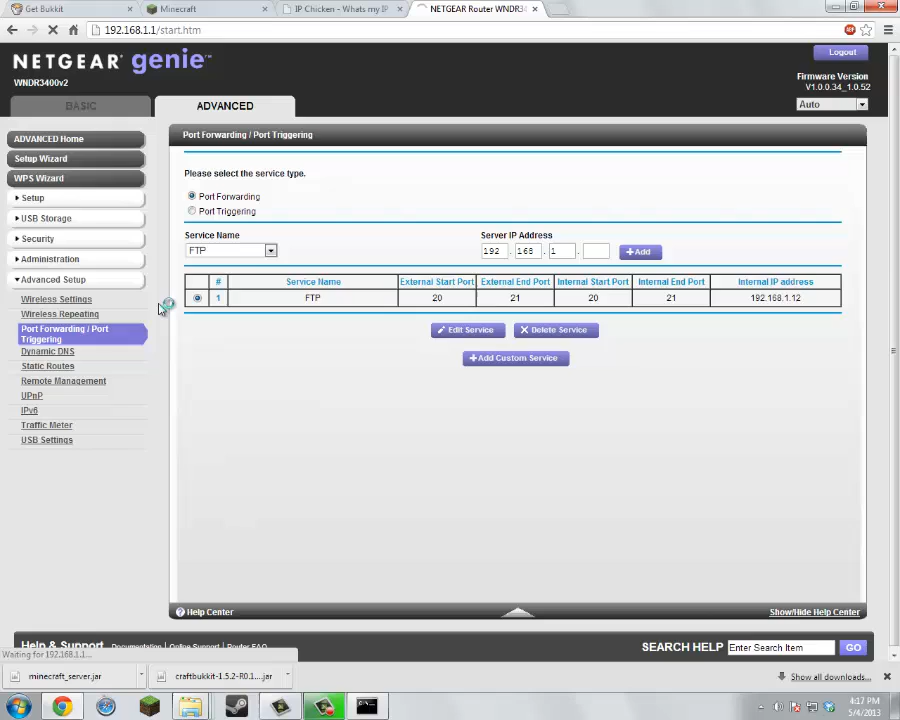 Get Bukkit
Minecraft
IP Chicken - Whats my IP
NETGEAR Router WNDR34
192.168.1.1/start.htm
NETGEAR® genie™
Logout
WNDR3400v2
Firmware Version
V1.0.0.34_1.0.52
BASIC
ADVANCED
Auto
ADVANCED Home
Setup Wizard
WPS Wizard
Setup
USB Storage
Security
Administration
Advanced Setup
Wireless Settings
Wireless Repeating
Port Forwarding / Port
Triggering
Dynamic DNS
Static Routes
Remote Management
UPnP
IPv6
Traffic Meter
USB Settings
Port Forwarding / Port Triggering
Please select the service type.
Port Forwarding
Port Triggering
Service Name
Server IP Address
FTP
192 . 168 . 1 .
+Add
# Service Name External Start Port External End Port Internal Start Port Internal End Port Internal IP address
1 FTP 20 21 20 21 192.168.1.12
Edit Service
X Delete Service
+Add Custom Service
? Help Center
Show/Hide Help Center
Help & Support Documentation | Online Support | Router FAQ
SEARCH HELP Enter Search Item GO
Waiting for 192.168.1.1...
minecraft_server.jar
craftbukkit-1.5.2-R0.1....jar
Show all downloads...
4:17 PM
5/4/2013